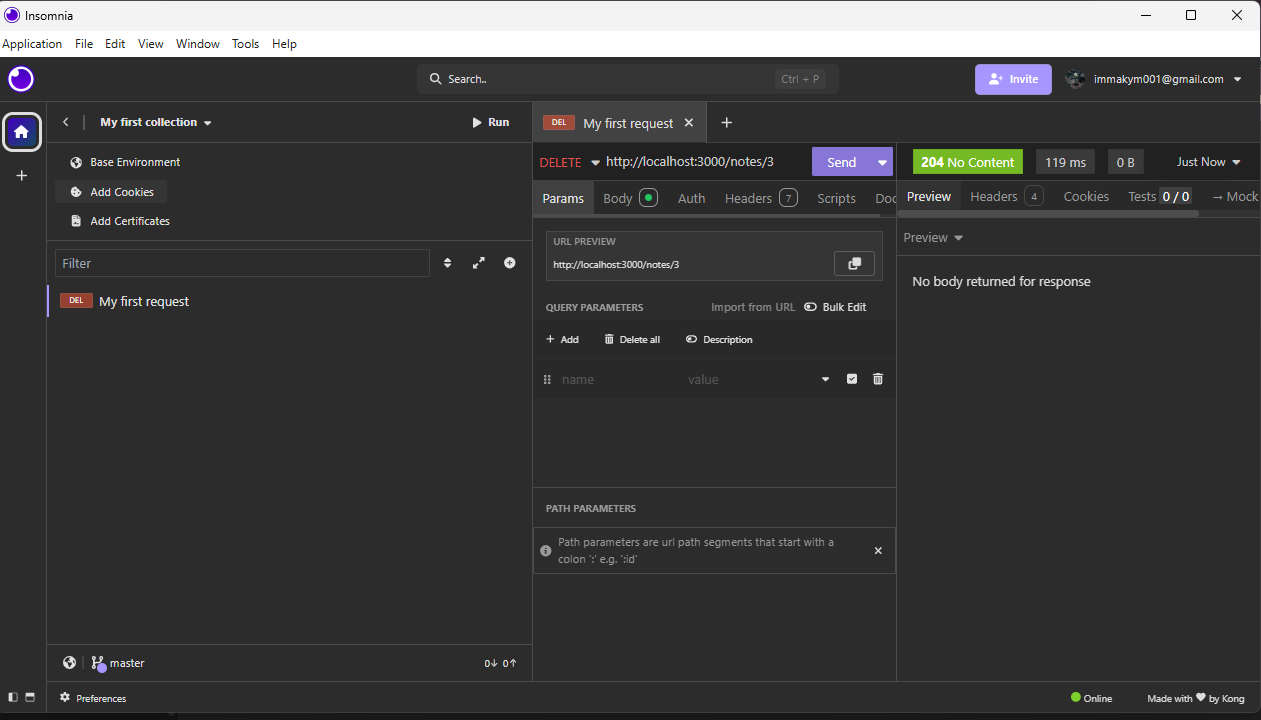 Insomnia
Application File Edit View Window Tools Help
Search.. Ctrl + P
Invite
immakym001@gmail.com
My first collection
Run
Base Environment
Add Cookies
Add Certificates
Filter
DEL My first request
master
0↓ 0↑
DEL My first request × +
DELETE http://localhost:3000/notes/3 Send
Params Body Auth Headers 7 Scripts Doc
URL PREVIEW
http://localhost:3000/notes/3
QUERY PARAMETERS Import from URL Bulk Edit
+ Add Delete all Description
name value
PATH PARAMETERS
Path parameters are url path segments that start with a
colon ':' e.g. ':id'
204 No Content 119 ms 0 B Just Now
Preview Headers 4 Cookies Tests 0 / 0 → Mock
Preview
No body returned for response
Preferences
Online
Made with ♥ by Kong